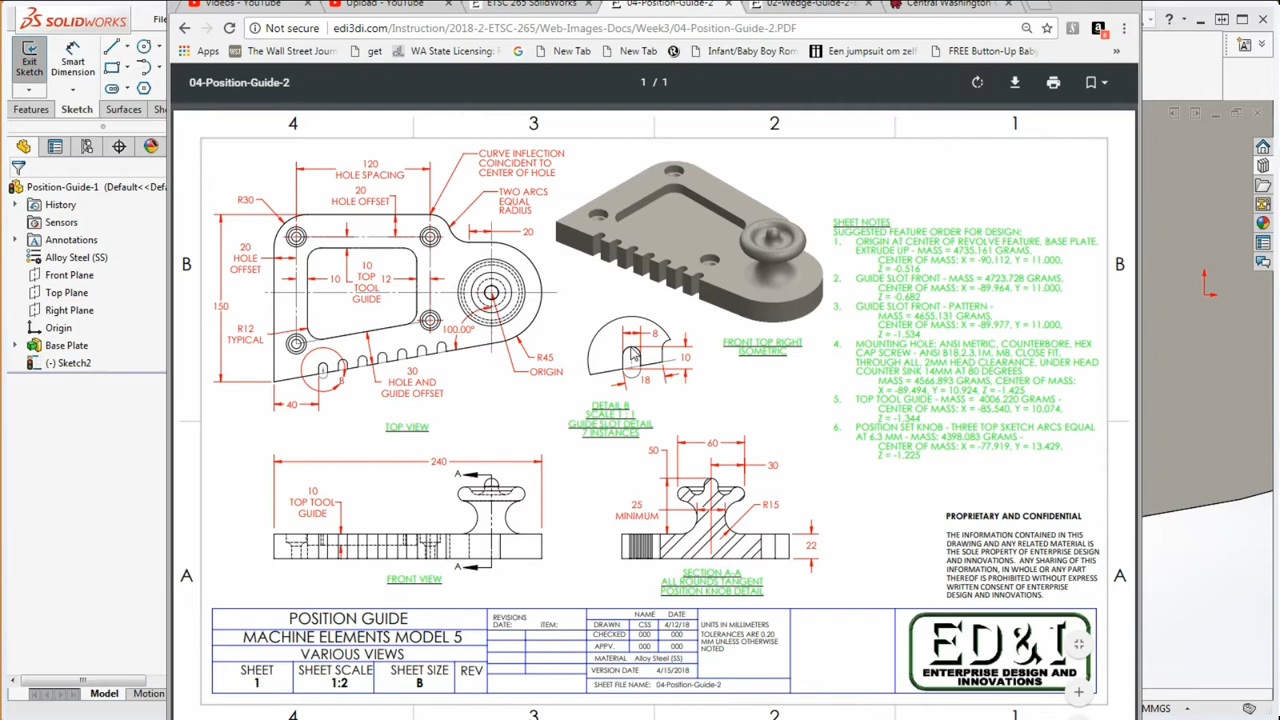 SOLIDWORKS
File
Videos - YouTube
Upload - YouTube
ETSC 265 SolidWorks
04-Position-Guide-2
02-Wedge-Guide-2-E
Central Washington U
Not secure
edi3di.com/Instruction/2018-2-ETSC-265/Web-Images-Docs/Week3/04-Position-Guide-2.PDF
Apps
The Wall Street Journ
get
WA State Licensing:
New Tab
New Tab
Infant/Baby Boy Rom
Een jumpsuit om zelf
FREE Button-Up Baby
04-Position-Guide-2
1 / 1
Exit
Sketch
Smart
Dimension
Features
Sketch
Surfaces
Position-Guide-1 (Default<<Def
History
Sensors
Annotations
Alloy Steel (SS)
Front Plane
Top Plane
Right Plane
Origin
Base Plate
(-) Sketch2
Model
Motion
MMGS
4
3
2
1
B
B
A
A
120
HOLE SPACING
20
HOLE OFFSET
R30
20
HOLE
OFFSET
CURVE INFLECTION
COINCIDENT TO
CENTER OF HOLE
TWO ARCS
EQUAL
RADIUS
20
10
10
TOP
TOOL
GUIDE
12
150
R12
TYPICAL
100.00°
R45
ORIGIN
30
HOLE AND
GUIDE OFFSET
B
40
TOP VIEW
8
10
18
DETAIL B
SCALE 1 : 1
GUIDE SLOT DETAIL
7 INSTANCES
FRONT TOP RIGHT
ISOMETRIC
SHEET NOTES
SUGGESTED FEATURE ORDER FOR DESIGN:
1. ORIGIN AT CENTER OF REVOLVE FEATURE, BASE PLATE,
EXTRUDE UP - MASS = 4735.161 GRAMS,
CENTER OF MASS: X = -90.112, Y = 11.000,
Z = -0.516
2. GUIDE SLOT FRONT - MASS = 4723.728 GRAMS,
CENTER OF MASS: X = -89.964, Y = 11.000,
Z = -0.682
3. GUIDE SLOT FRONT - PATTERN -
MASS = 4655.131 GRAMS,
CENTER OF MASS: X = -89.977, Y = 11.000,
Z = -1.534
4. MOUNTING HOLE: ANSI METRIC, COUNTERBORE, HEX
CAP SCREW - ANSI B18.2.3.1M, M8, CLOSE FIT,
THROUGH ALL, 2MM HEAD CLEARANCE, UNDER HEAD
COUNTER SINK 14MM AT 80 DEGREES
MASS = 4566.893 GRAMS, CENTER OF MASS:
X = -89.494, Y = 10.924, Z = -1.425
5. TOP TOOL GUIDE - MASS = 4006.220 GRAMS -
CENTER OF MASS: X = -85.540, Y = 10.074,
Z = -1.344
6. POSITION SET KNOB - THREE TOP SKETCH ARCS EQUAL
AT 6.3 MM - MASS: 4398.083 GRAMS -
CENTER OF MASS: X = -77.919, Y = 13.429,
Z = -1.225
240
10
TOP TOOL
GUIDE
A
A
FRONT VIEW
60
50
30
25
MINIMUM
R15
22
SECTION A-A
ALL ROUNDS TANGENT
POSITION KNOB DETAIL
PROPRIETARY AND CONFIDENTIAL
THE INFORMATION CONTAINED IN THIS
DRAWING AND ANY RELATED MATERIAL IS
THE SOLE PROPERTY OF ENTERPRISE DESIGN
AND INNOVATIONS. ANY SHARING OF THIS
INFORMATION, IN WHOLE OR ANY PART
THEREOF IS PROHIBITED WITHOUT EXPRESS
WRITTEN CONSENT OF ENTERPRISE
DESIGN AND INNOVATIONS.
POSITION GUIDE
MACHINE ELEMENTS MODEL 5
VARIOUS VIEWS
SHEET
1
SHEET SCALE
1:2
SHEET SIZE
B
REV
REVISIONS
DATE: ITEM:
NAME DATE
DRAWN CSS 4/12/18
CHECKED 000 000
APPV. 000 000
MATERIAL Alloy Steel (SS)
VERSION DATE 4/15/2018
SHEET FILE NAME: 04-Position-Guide-2
UNITS IN MILLIMETERS
TOLERANCES ARE 0.20
MM UNLESS OTHERWISE
NOTED
ED&I
ENTERPRISE DESIGN AND
INNOVATIONS
4
3
2
1